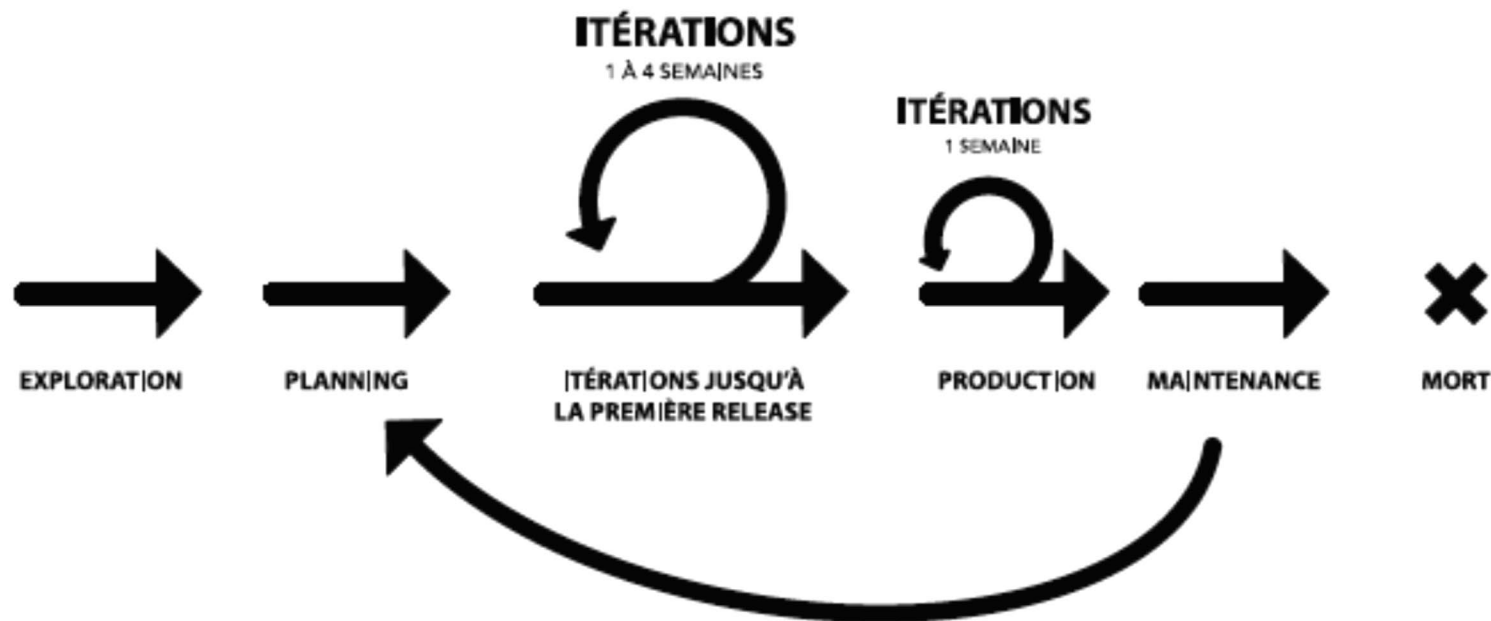 ITÉRATIONS
1 À 4 SEMAINES
ITÉRATIONS
1 SEMAINE
EXPLORATION
PLANNING
ITÉRATIONS JUSQU'À
LA PREMIÈRE RELEASE
PRODUCTION
MAINTENANCE
MORT